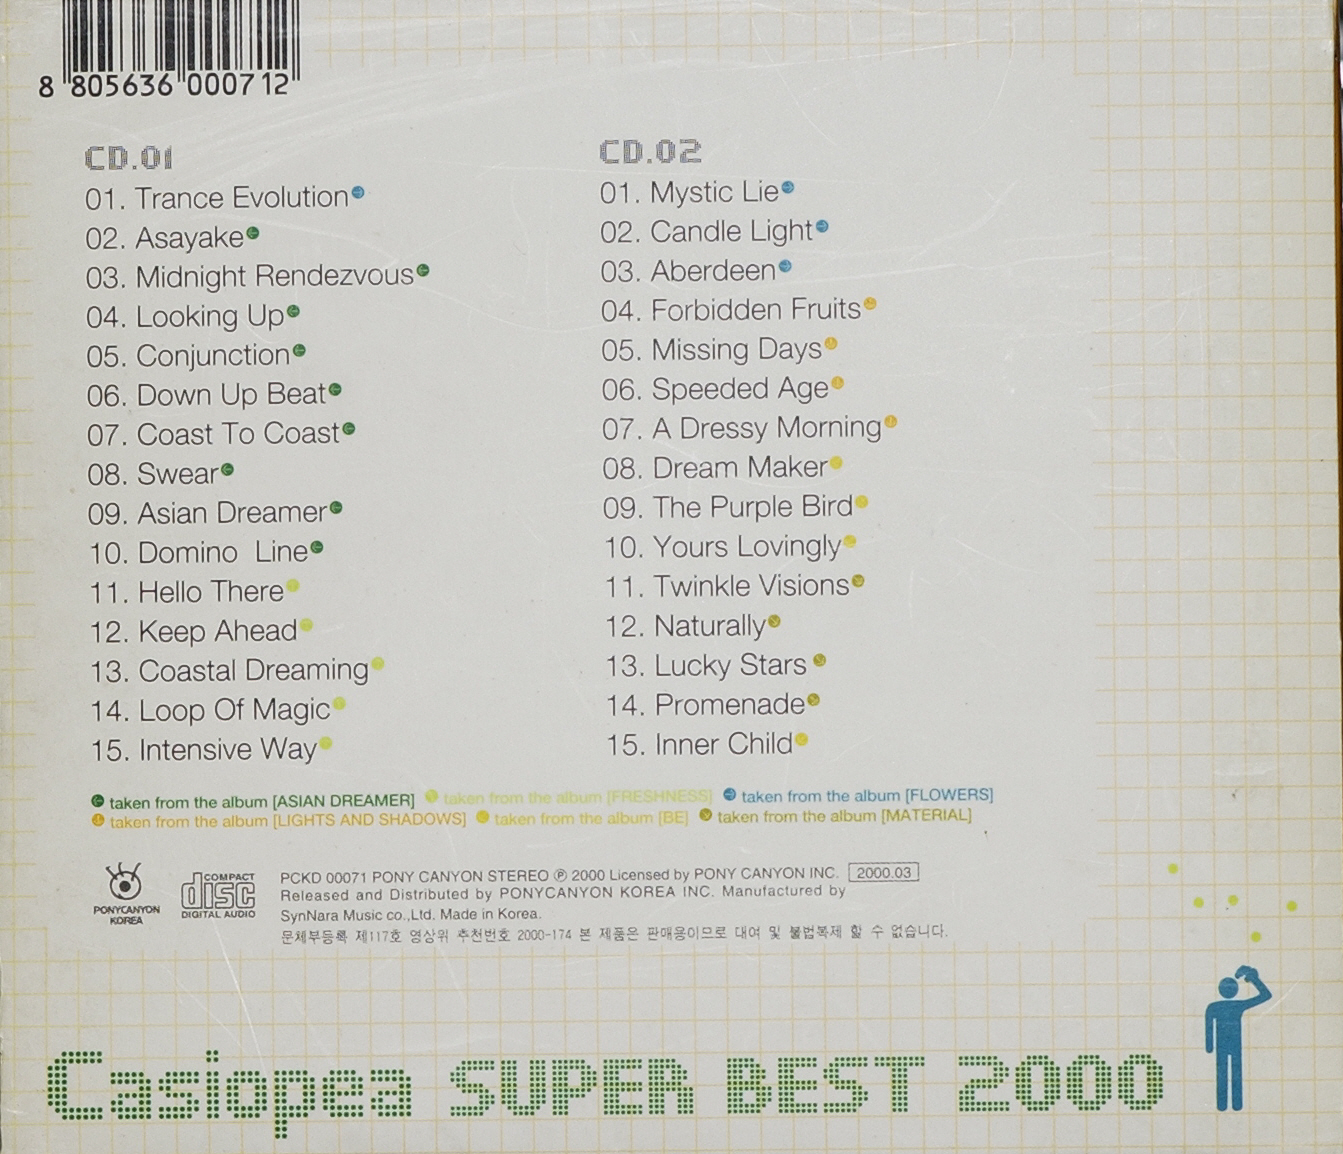 8 805636 000712
CD.01
01. Trance Evolution
02. Asayake
03. Midnight Rendezvous
04. Looking Up
05. Conjunction
06. Down Up Beat
07. Coast To Coast
08. Swear
09. Asian Dreamer
10. Domino Line
11. Hello There
12. Keep Ahead
13. Coastal Dreaming
14. Loop Of Magic
15. Intensive Way
CD.02
01. Mystic Lie
02. Candle Light
03. Aberdeen
04. Forbidden Fruits
05. Missing Days
06. Speeded Age
07. A Dressy Morning
08. Dream Maker
09. The Purple Bird
10. Yours Lovingly
11. Twinkle Visions
12. Naturally
13. Lucky Stars
14. Promenade
15. Inner Child
taken from the album [ASIAN DREAMER] taken from the album [FRESHNESS] taken from the album [FLOWERS]
taken from the album [LIGHTS AND SHADOWS] taken from the album [BE] taken from the album [MATERIAL]
PONYCANYON
KOREA
COMPACT
disc
DIGITAL AUDIO
PCKD 00071 PONY CANYON STEREO ℗ 2000 Licensed by PONY CANYON INC. 2000.03
Released and Distributed by PONYCANYON KOREA INC. Manufactured by
SynNara Music co.,Ltd. Made in Korea.
문체부등록 제117호 영상위 추천번호 2000-174 본 제품은 판매용이므로 대여 및 불법복제 할 수 없습니다.
Casiopea SUPER BEST 2000